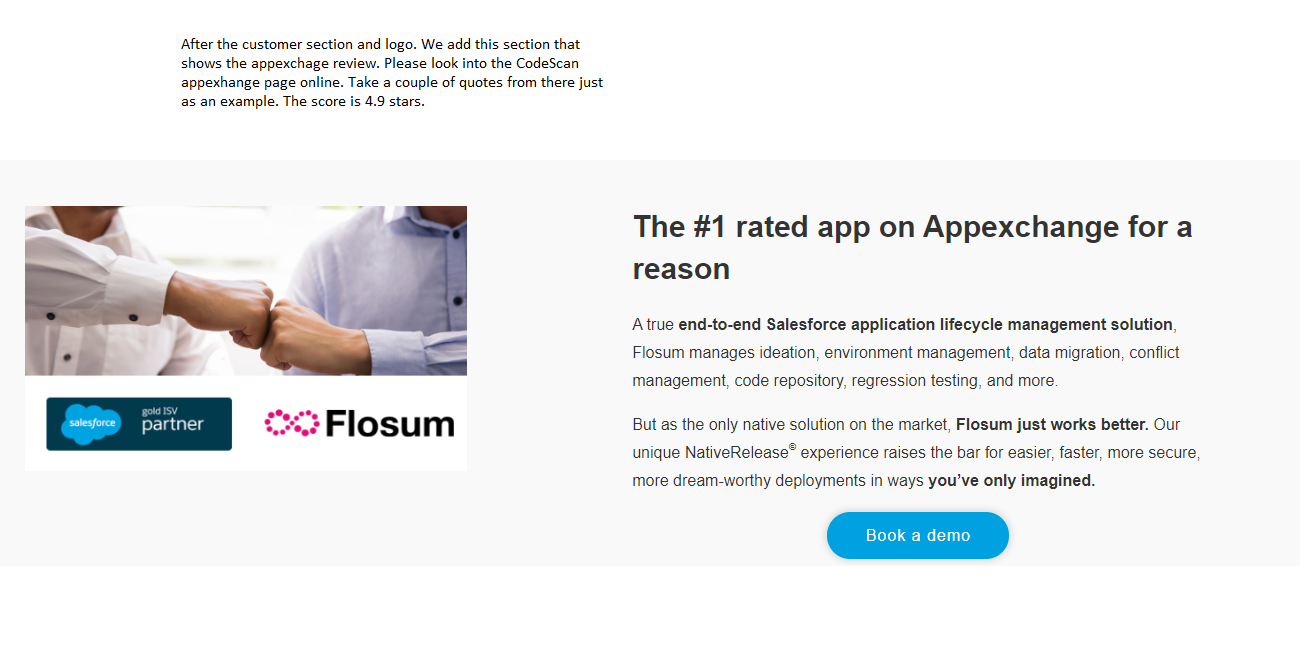 After the customer section and logo. We add this section that
shows the appexchage review. Please look into the CodeScan
appexhange page online. Take a couple of quotes from there just
as an example. The score is 4.9 stars.
The #1 rated app on Appexchange for a
reason
A true end-to-end Salesforce application lifecycle management solution,
Flosum manages ideation, environment management, data migration, conflict
management, code repository, regression testing, and more.
But as the only native solution on the market, Flosum just works better. Our
unique NativeRelease© experience raises the bar for easier, faster, more secure,
more dream-worthy deployments in ways you’ve only imagined.
Book a demo
salesforce
gold ISV
partner
Flosum